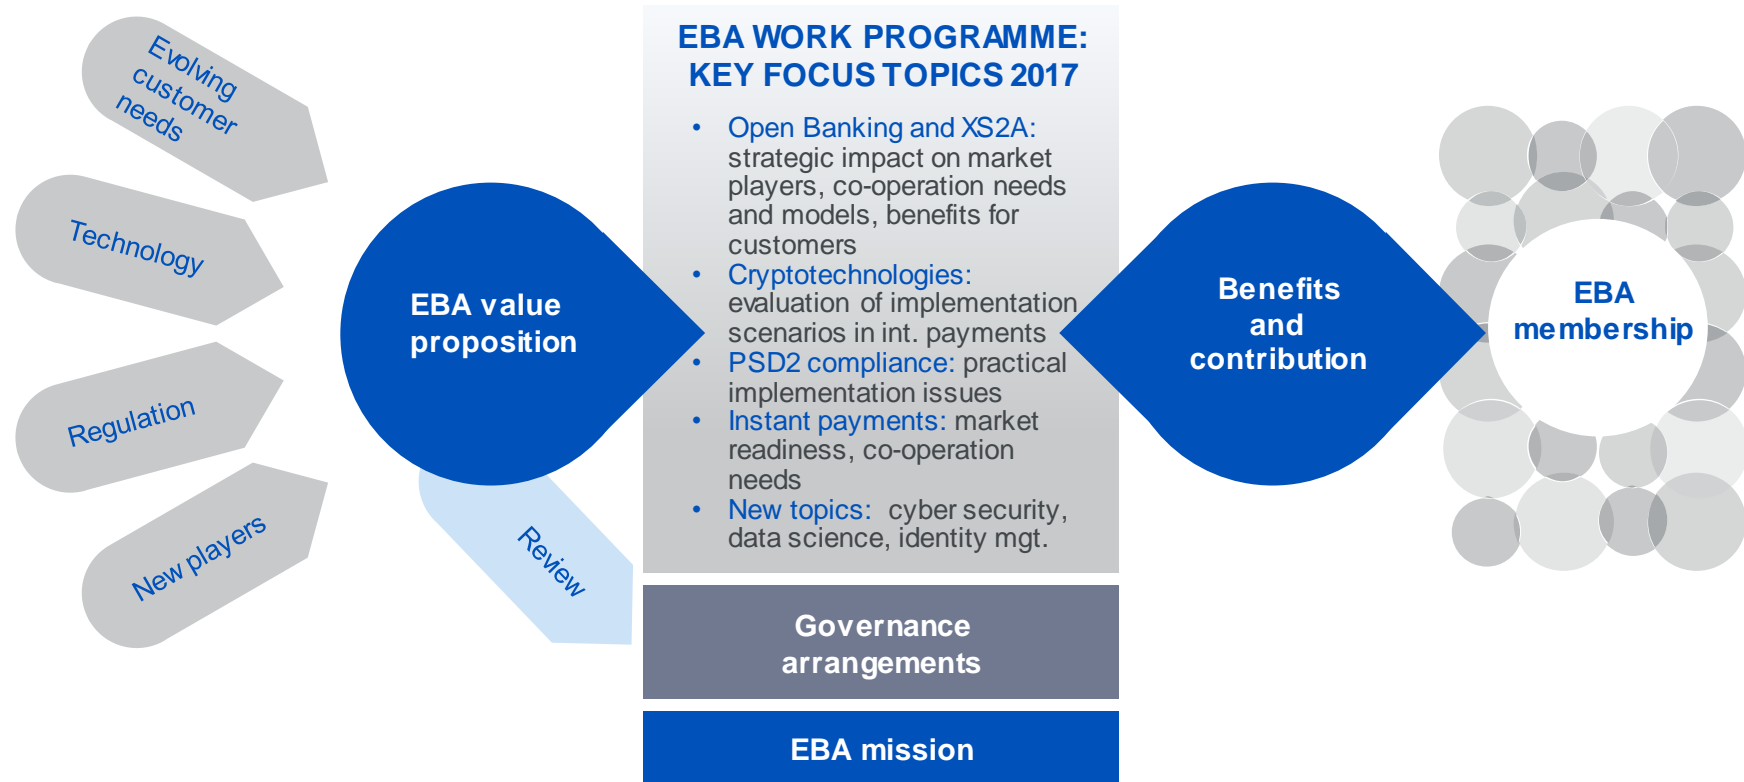 Evolving
customer
needs
Technology
Regulation
New players
EBA value
proposition
Review
EBA WORK PROGRAMME:
KEY FOCUS TOPICS 2017
• Open Banking and XS2A:
strategic impact on market
players, co-operation needs
and models, benefits for
customers
• Cryptotechnologies:
evaluation of implementation
scenarios in int. payments
• PSD2 compliance: practical
implementation issues
• Instant payments: market
readiness, co-operation
needs
• New topics: cyber security,
data science, identity mgt.
Governance
arrangements
EBA mission
Benefits
and
contribution
EBA
membership